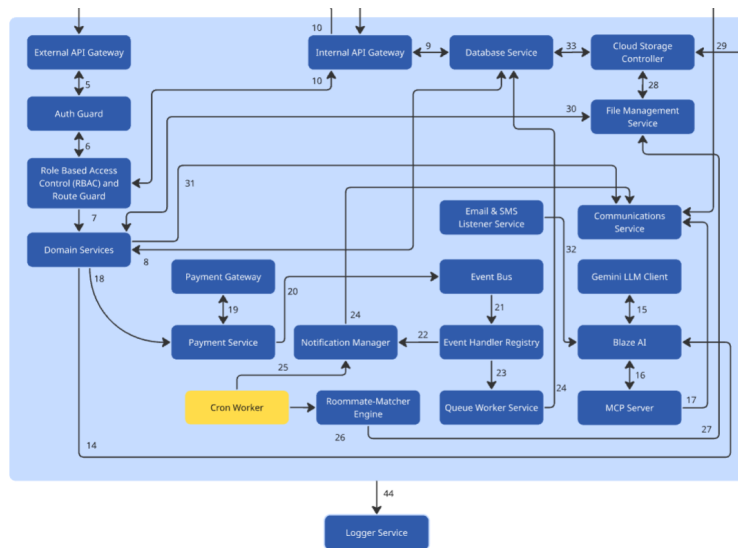 10
External API Gateway
Internal API Gateway
9
Database Service
33
Cloud Storage
Controller
29
5
10
28
Auth Guard
30
File Management
Service
6
Role Based Access
Control (RBAC) and
Route Guard
31
7
Email & SMS
Listener Service
Communications
Service
Domain Services
8
32
18
Payment Gateway
20
Event Bus
Gemini LLM Client
19
24
21
15
Payment Service
Notification Manager
22
Event Handler Registry
Blaze AI
25
23
24
16
Cron Worker
Roommate-Matcher
Engine
Queue Worker Service
MCP Server
17
14
26
27
44
Logger Service